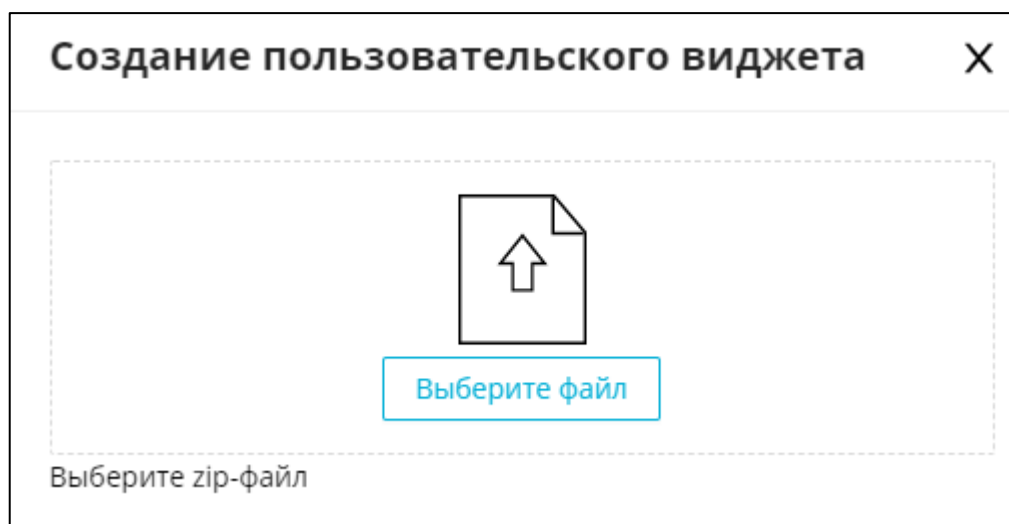 Создание пользовательского виджета X
Выберите файл
Выберите zip-файл